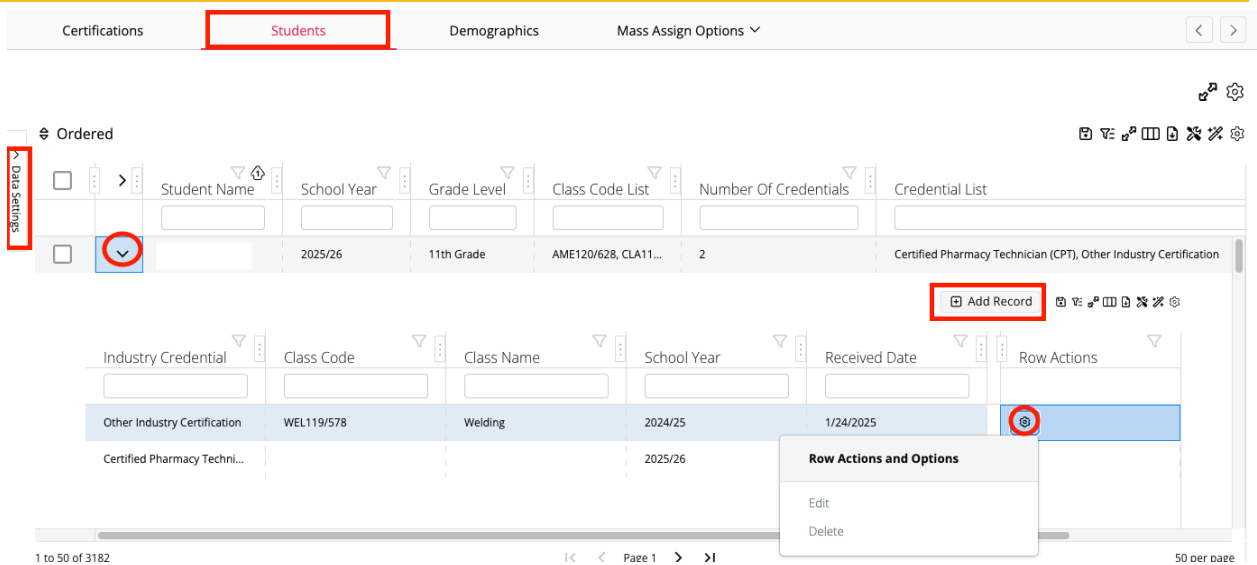 Certifications Students Demographics Mass Assign Options
Ordered
Data Settings
Student Name School Year Grade Level Class Code List Number Of Credentials Credential List
2025/26 11th Grade AME120/628, CLA11... 2 Certified Pharmacy Technician (CPT), Other Industry Certification
Add Record
Industry Credential Class Code Class Name School Year Received Date Row Actions
Other Industry Certification WEL119/578 Welding 2024/25 1/24/2025
Certified Pharmacy Techni... 2025/26
Row Actions and Options
Edit
Delete
1 to 50 of 3182 Page 1 50 per page